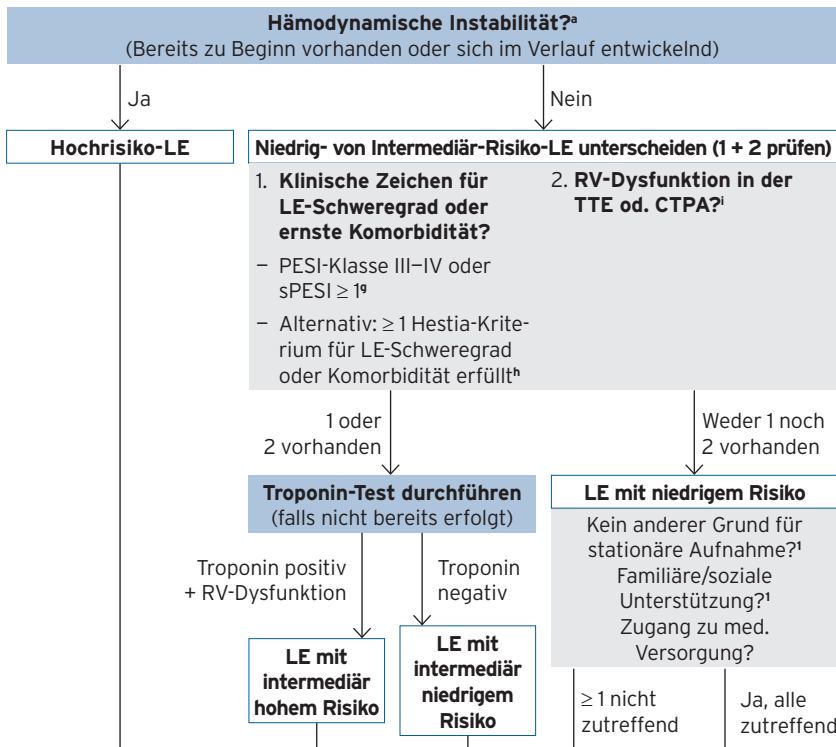 Hämodynamische Instabilität?ᵃ
(Bereits zu Beginn vorhanden oder sich im Verlauf entwickelnd)
Ja
Nein
Hochrisiko-LE
Niedrig- von Intermediär-Risiko-LE unterscheiden (1 + 2 prüfen)
1. Klinische Zeichen für
LE-Schweregrad oder
ernste Komorbidität?
– PESI-Klasse III–IV oder
sPESI ≥ 1ᵍ
– Alternativ: ≥ 1 Hestia-Krite-
rium für LE-Schweregrad
oder Komorbidität erfülltʰ
2. RV-Dysfunktion in der
TTE od. CTPA?ⁱ
1 oder
2 vorhanden
Weder 1 noch
2 vorhanden
Troponin-Test durchführen
(falls nicht bereits erfolgt)
LE mit niedrigem Risiko
Kein anderer Grund für
stationäre Aufnahme?¹
Familiäre/soziale
Unterstützung?¹
Zugang zu med.
Versorgung?
Troponin positiv
+ RV-Dysfunktion
Troponin
negativ
LE mit
intermediär
hohem Risiko
LE mit
intermediär
niedrigem
Risiko
≥ 1 nicht
zutreffend
Ja, alle
zutreffend